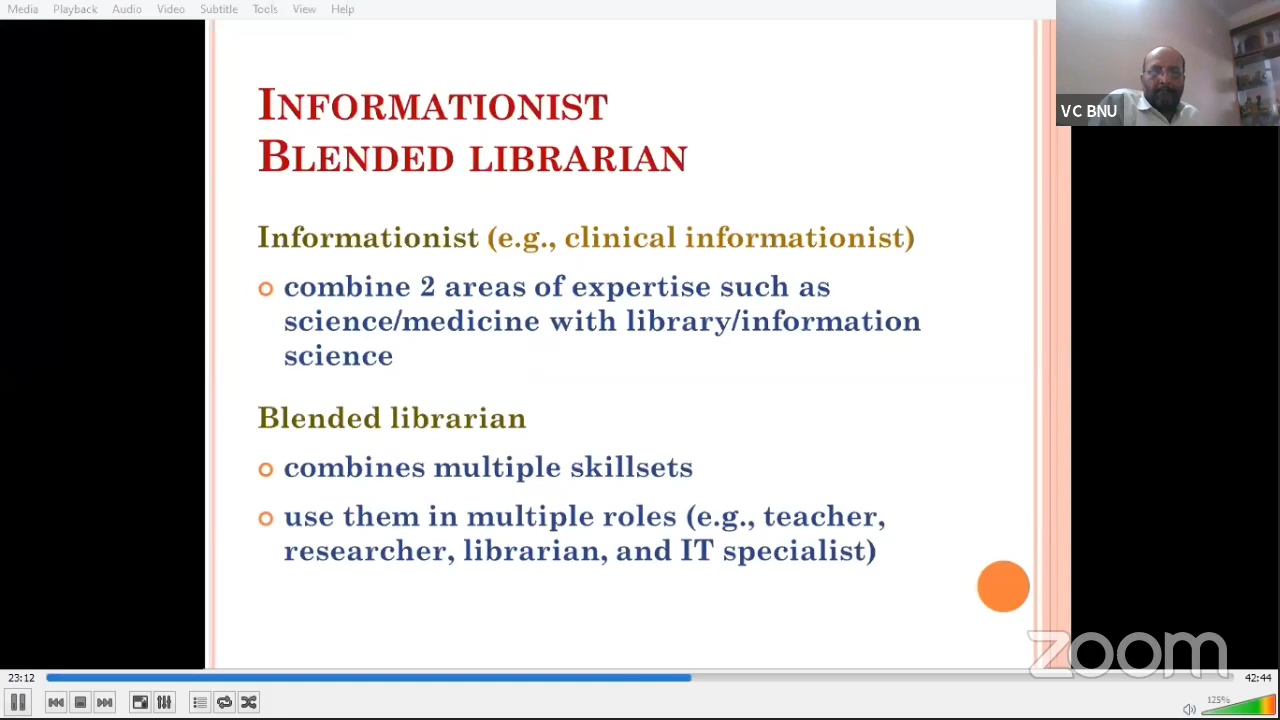 Media Playback Audio Video Subtitle Tools View Help
VC BNU
INFORMATIONIST
BLENDED LIBRARIAN
Informationist (e.g., clinical informationist)
combine 2 areas of expertise such as
science/medicine with library/information
science
Blended librarian
combines multiple skillsets
use them in multiple roles (e.g., teacher,
researcher, librarian, and IT specialist)
zoom
23:12 42:44
125%